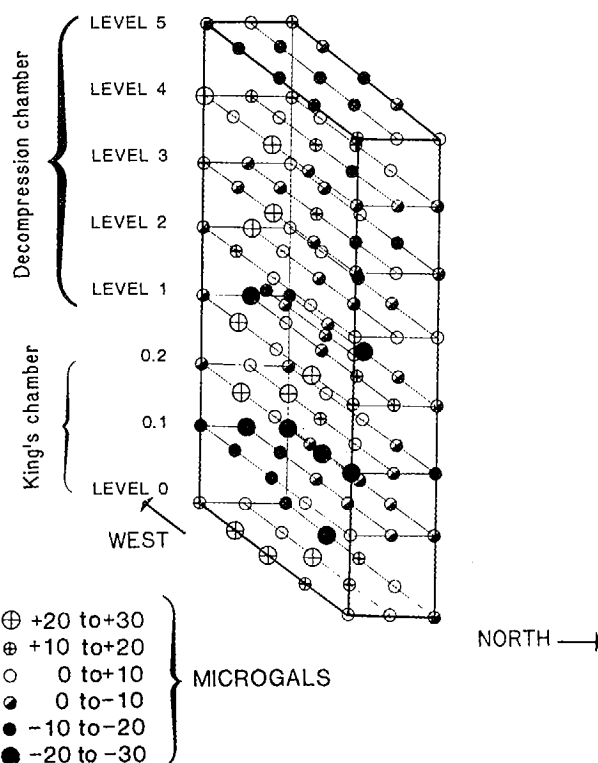 LEVEL 5
LEVEL 4
Decompression chamber
LEVEL 3
LEVEL 2
LEVEL 1
0.2
King's chamber
0.1
LEVEL 0
WEST
NORTH
+20 to+30
+10 to+20
0 to+10
0 to-10
-10 to-20
-20 to -30
MICROGALS